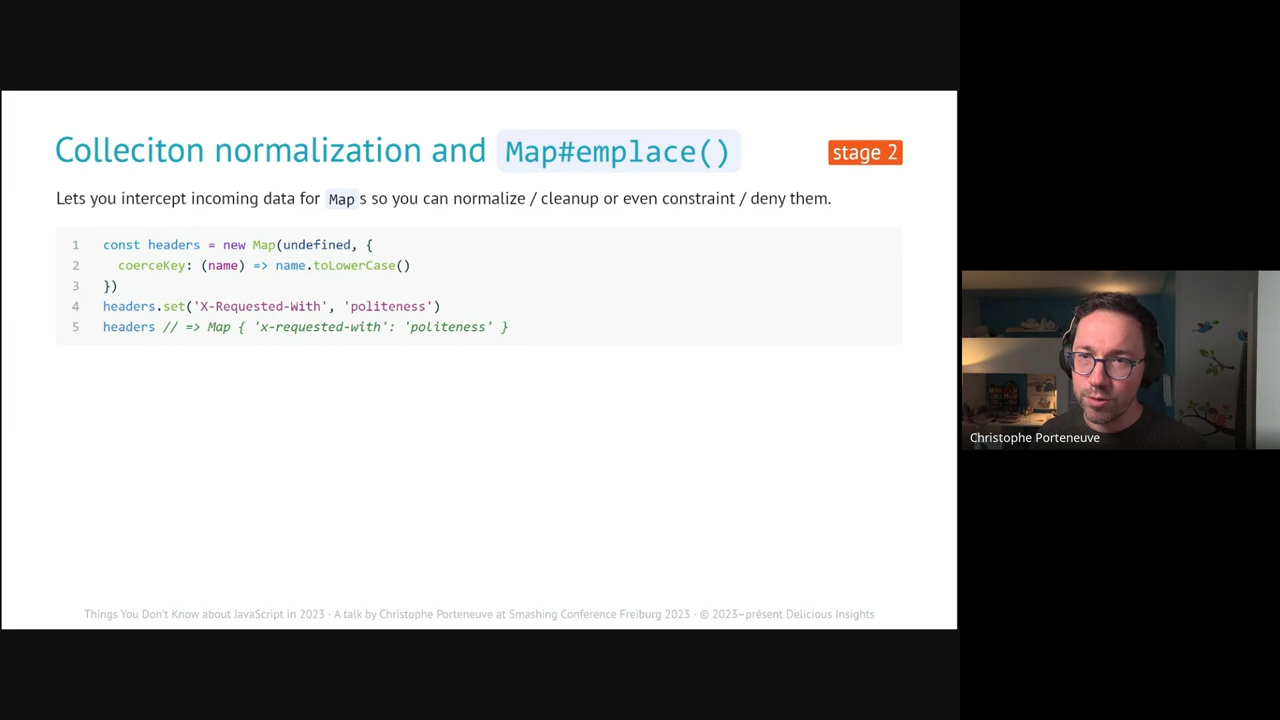 Colleciton normalization and Map#emplace()
stage 2
Lets you intercept incoming data for Maps so you can normalize / cleanup or even constraint / deny them.
1 const headers = new Map(undefined, {
2 coerceKey: (name) => name.toLowerCase()
3 })
4 headers.set('X-Requested-With', 'politeness')
5 headers // => Map { 'x-requested-with': 'politeness' }
Christophe Porteneuve
Things You Don't Know about JavaScript in 2023 · A talk by Christophe Porteneuve at Smashing Conference Freiburg 2023 · © 2023–présent Delicious Insights